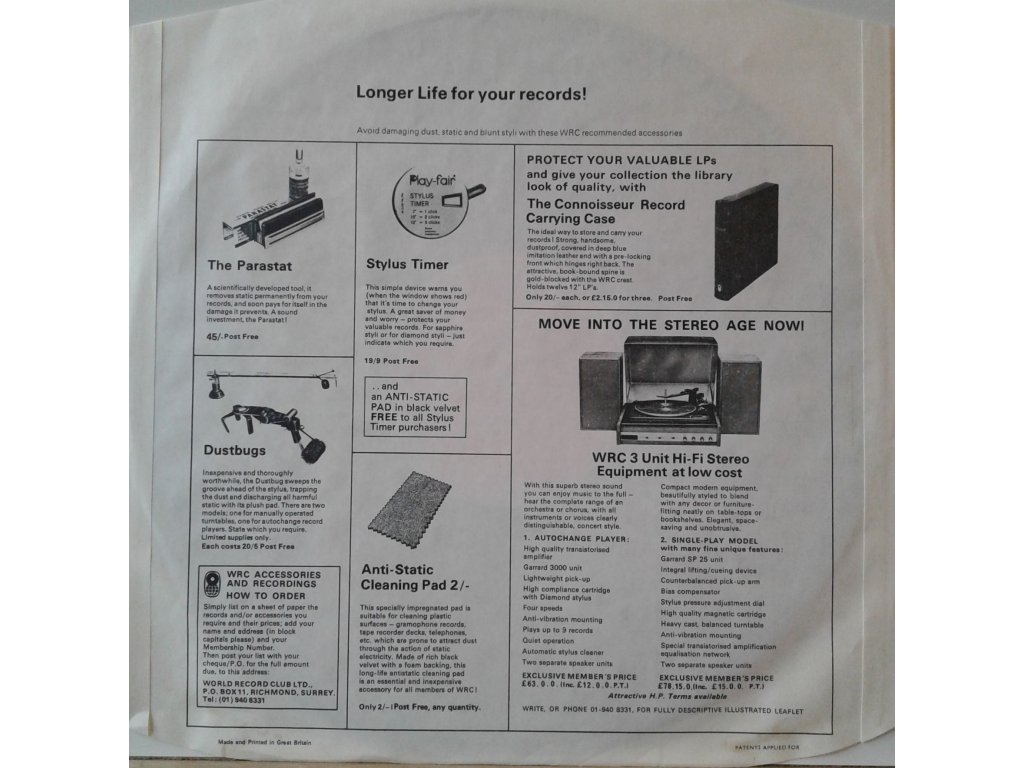 Longer Life for your records!
Avoid damaging dust, static and blunt styli with these WRC recommended accessories
PARASTAT
The Parastat
A scientifically developed tool, it
removes static permanently from your
records, and soon pays for itself in the
damage it prevents. A sound
investment, the Parastat!
45/- Post Free
Dustbugs
Inexpensive and thoroughly
worthwhile, the Dustbug sweeps the
groove ahead of the stylus, trapping
the dust and discharging all harmful
static with its plush pad. There are two
models; one for manually operated
turntables, one for autochange record
players. State which you require.
Limited supplies only.
Each costs 20/5 Post Free
WRC ACCESSORIES
AND RECORDINGS
HOW TO ORDER
Simply list on a sheet of paper the
records and/or accessories you
require and their prices; add your
name and address (in block
capitals please) and your
Membership Number.
Then post your list with your
cheque/P.O. for the full amount
due, to this address:
WORLD RECORD CLUB LTD.,
P.O. BOX 11, RICHMOND, SURREY.
Tel: (01) 940 8331
Play-fair
STYLUS
TIMER
Stylus Timer
This simple device warns you
(when the window shows red)
that it's time to change your
stylus. A great saver of money
and worry – protects your
valuable records. For sapphire
styli or for diamond styli – just
indicate which you require.
19/9 Post Free
. . and
an ANTI-STATIC
PAD in black velvet
FREE to all Stylus
Timer purchasers!
Anti-Static
Cleaning Pad 2/-
This specially impregnated pad is
suitable for cleaning plastic
surfaces – gramophone records,
tape recorder decks, telephones,
etc. which are prone to attract dust
through the action of static
electricity. Made of rich black
velvet with a foam backing, this
long-life antistatic cleaning pad
is an essential and inexpensive
accessory for all members of WRC!
Only 2/- Post Free, any quantity.
PROTECT YOUR VALUABLE LPs
and give your collection the library
look of quality, with
The Connoisseur Record
Carrying Case
The ideal way to store and carry your
records! Strong, handsome,
dustproof, covered in deep blue
imitation leather and with a pre-locking
front which hinges right back. The
attractive, book-bound spine is
gold-blocked with the WRC crest.
Holds twelve 12" LP's.
Only 20/- each, or £2.15.0 for three. Post Free
MOVE INTO THE STEREO AGE NOW!
WRC 3 Unit Hi-Fi Stereo
Equipment at low cost
With this superb stereo sound
you can enjoy music to the full –
hear the complete range of an
orchestra or chorus, with all
instruments or voices clearly
distinguishable, concert style.
1. AUTOCHANGE PLAYER:
High quality transistorised
amplifier
Garrard 3000 unit
Lightweight pick-up
High compliance cartridge
with Diamond stylus
Four speeds
Anti-vibration mounting
Plays up to 9 records
Quiet operation
Automatic stylus cleaner
Two separate speaker units
EXCLUSIVE MEMBER'S PRICE
£63.0.0. (Inc. £12.0.0. P.T.)
Compact modern equipment,
beautifully styled to blend
with any decor or furniture-
fitting neatly on table-tops or
bookshelves. Elegant, space-
saving and unobtrusive.
2. SINGLE-PLAY MODEL
with many fine unique features:
Garrard SP 25 unit
Integral lifting/cueing device
Counterbalanced pick-up arm
Bias compensator
Stylus pressure adjustment dial
High quality magnetic cartridge
Heavy cast, balanced turntable
Anti-vibration mounting
Special transistorised amplification
equalisation network
Two separate speaker units
EXCLUSIVE MEMBER'S PRICE
£78.15.0. (Inc. £15.0.0. P.T.)
Attractive H.P. Terms available
WRITE, OR PHONE 01-940 8331, FOR FULLY DESCRIPTIVE ILLUSTRATED LEAFLET
Made and Printed in Great Britain
PATENTS APPLIED FOR